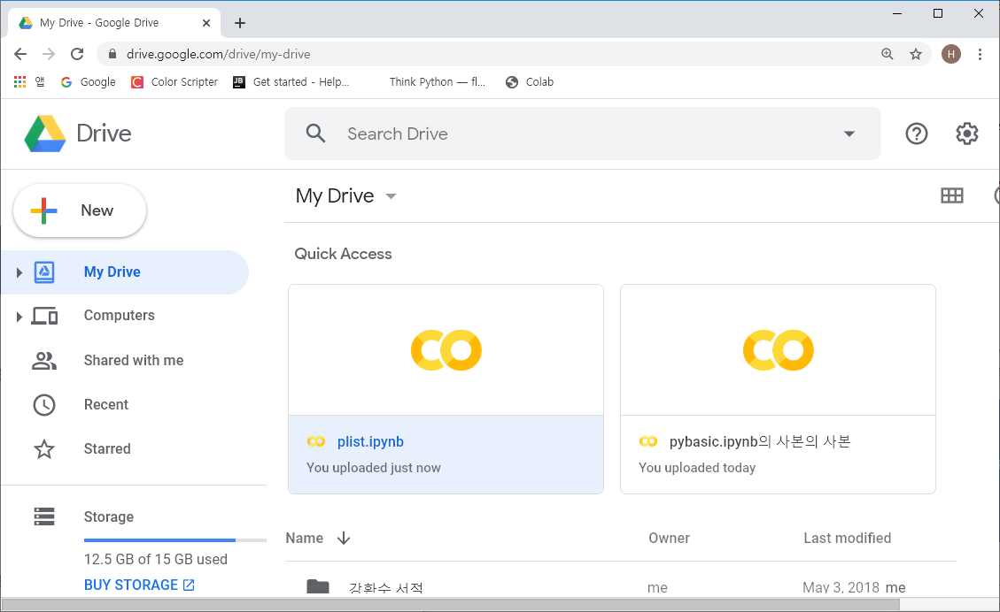 My Drive - Google Drive
drive.google.com/drive/my-drive
H
앱 Google Color Scripter Get started - Help... Think Python — fl... Colab
Drive
Search Drive
New
My Drive
My Drive
Computers
Shared with me
Recent
Starred
Storage
12.5 GB of 15 GB used
BUY STORAGE
Quick Access
plist.ipynb
You uploaded just now
pybasic.ipynb의 사본의 사본
You uploaded today
Name Owner Last modified
강환수 서적 me May 3, 2018 me